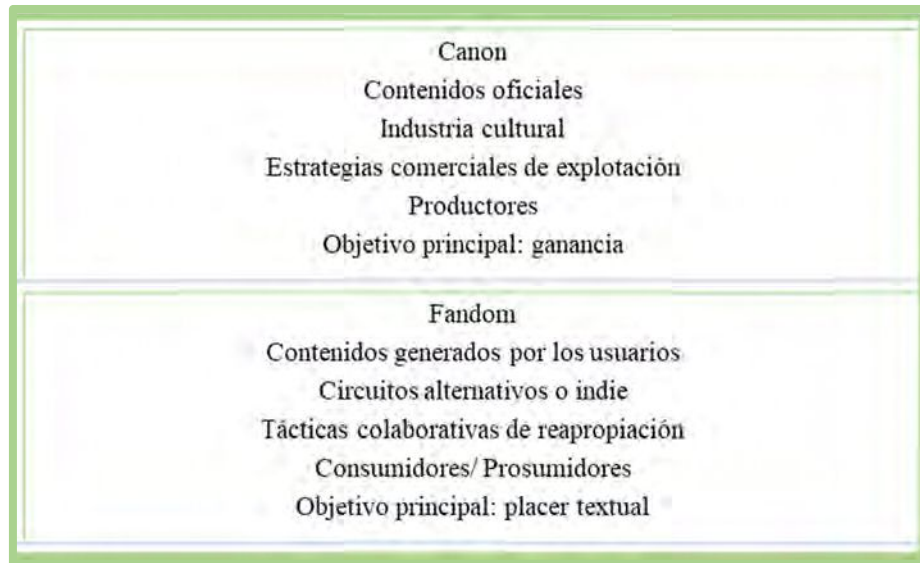 Canon
Contenidos oficiales
Industria cultural
Estrategias comerciales de explotación
Productores
Objetivo principal: ganancia
Fandom
Contenidos generados por los usuarios
Circuitos alternativos o indie
Tácticas colaborativas de reapropiación
Consumidores/ Prosumidores
Objetivo principal: placer textual